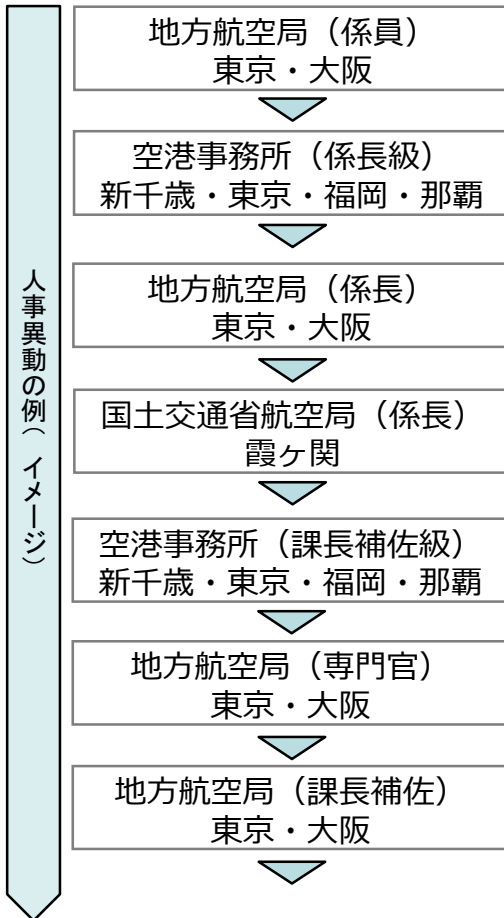 人事異動の例（イメージ）
地方航空局（係員）
東京・大阪
空港事務所（係長級）
新千歳・東京・福岡・那覇
地方航空局（係長）
東京・大阪
国土交通省航空局（係長）
霞ヶ関
空港事務所（課長補佐級）
新千歳・東京・福岡・那覇
地方航空局（専門官）
東京・大阪
地方航空局（課長補佐）
東京・大阪